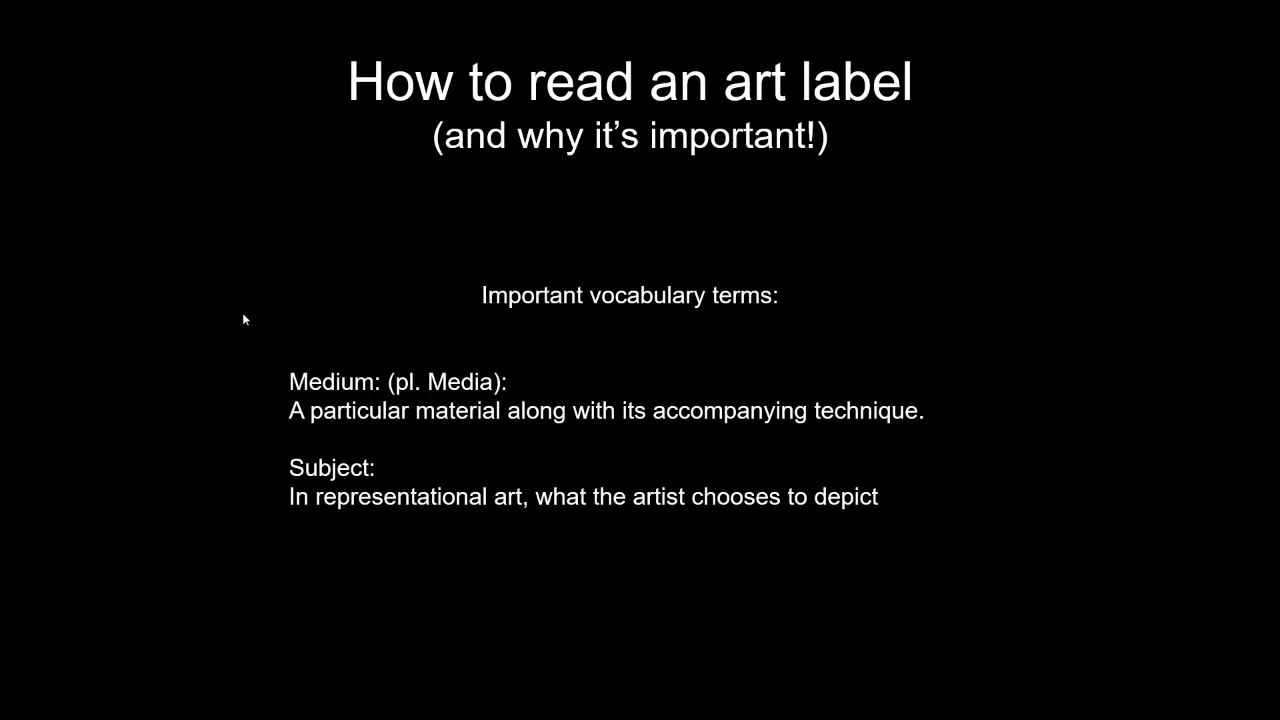 How to read an art label
(and why it’s important!)
Important vocabulary terms:
Medium: (pl. Media):
A particular material along with its accompanying technique.
Subject:
In representational art, what the artist chooses to depict